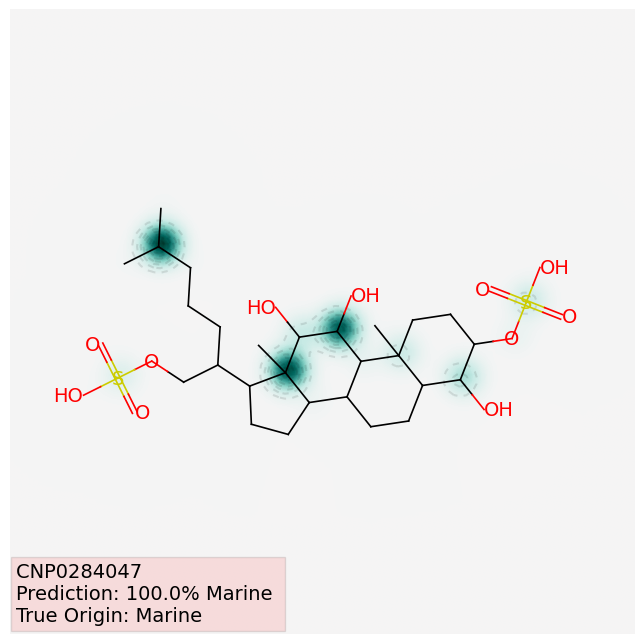 OH
O
S
O
O
HO
OH
O
O
S
HO
O
OH
CNP0284047
Prediction: 100.0% Marine
True Origin: Marine